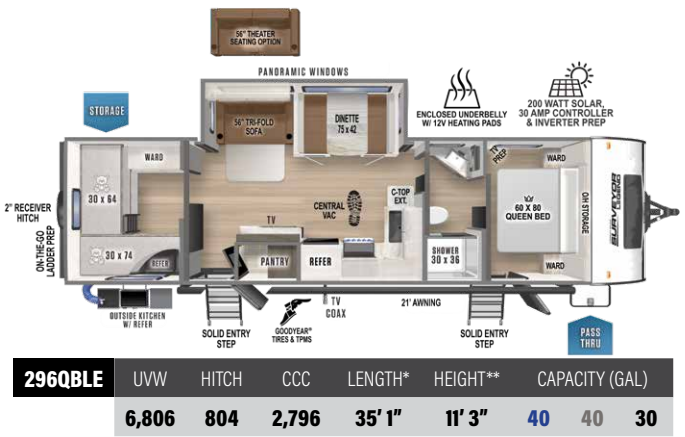 56" THEATER
SEATING OPTION
PANORAMIC WINDOWS
STORAGE
56" TRI-FOLD
SOFA
DINETTE
75 x 42
ENCLOSED UNDERBELLY
W/ 12V HEATING PADS
200 WATT SOLAR,
30 AMP CONTROLLER
& INVERTER PREP
WARD
TV
PREP
WARD
2" RECEIVER
HITCH
30 x 64
CENTRAL
VAC
C-TOP
EXT.
60 X 80
QUEEN BED
OH STORAGE
SURVEYOR
LEGEND
ON-THE-GO
LADDER PREP
TV
30 x 74
REFER
PANTRY
REFER
SHOWER
30 x 36
WARD
OUTSIDE KITCHEN
W/ REFER
SOLID ENTRY
STEP
GOODYEAR®
TIRES & TPMS
TV
COAX
21' AWNING
SOLID ENTRY
STEP
PASS
THRU
296QBLE UVW HITCH CCC LENGTH* HEIGHT** CAPACITY (GAL)
6,806 804 2,796 35' 1" 11' 3" 40 40 30